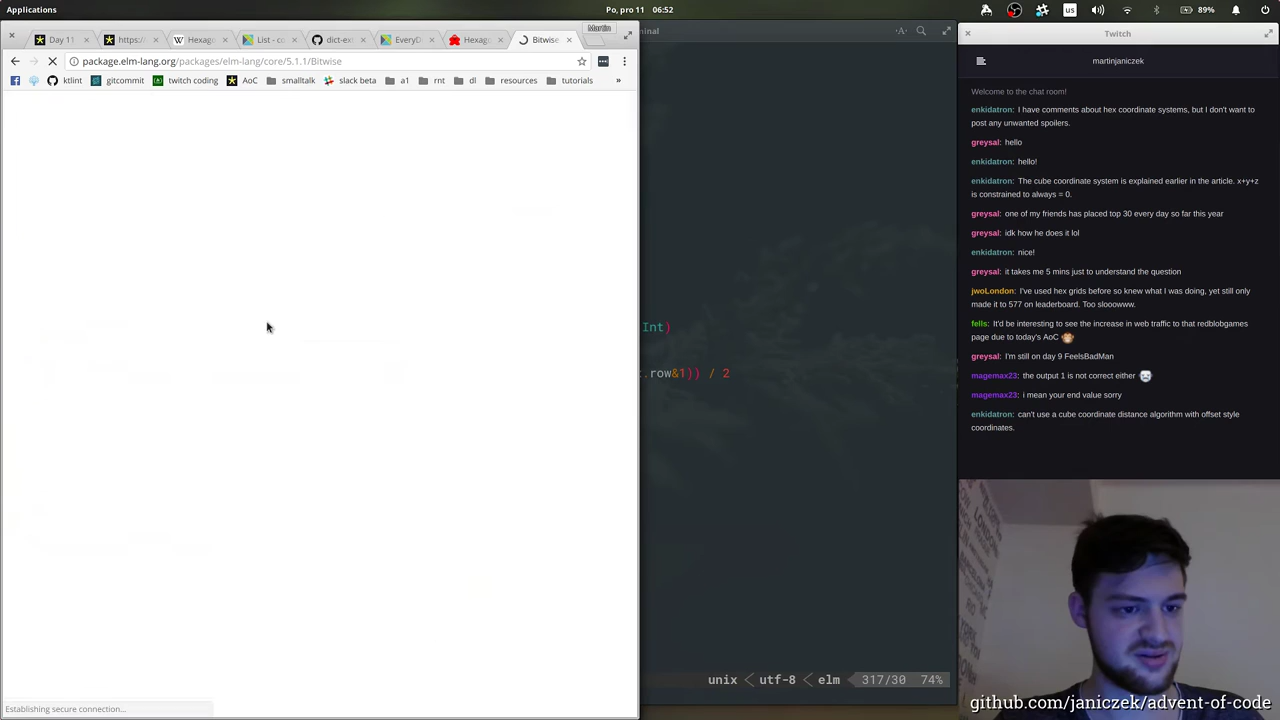 Applications
Po, pro 11 06:52
us
89%
Martin
Day 11
https:/
Hexago
List - co
dict-ex
EveryD
Hexago
Bitwise
package.elm-lang.org/packages/elm-lang/core/5.1.1/Bitwise
ktlint
gitcommit
twitch coding
AoC
smalltalk
slack beta
a1
rnt
dl
resources
tutorials
»
Establishing secure connection...
ninal
Int)
.row&1)) / 2
unix
utf-8
elm
317/30
74%
Twitch
martinjaniczek
Welcome to the chat room!
enkidatron: I have comments about hex coordinate systems, but I don't want to
post any unwanted spoilers.
greysal: hello
enkidatron: hello!
enkidatron: The cube coordinate system is explained earlier in the article. x+y+z
is constrained to always = 0.
greysal: one of my friends has placed top 30 every day so far this year
greysal: idk how he does it lol
enkidatron: nice!
greysal: it takes me 5 mins just to understand the question
jwoLondon: I've used hex grids before so knew what I was doing, yet still only
made it to 577 on leaderboard. Too slooowww.
fells: It'd be interesting to see the increase in web traffic to that redblobgames
page due to today's AoC
greysal: I'm still on day 9 FeelsBadMan
magemax23: the output 1 is not correct either
magemax23: i mean your end value sorry
enkidatron: can't use a cube coordinate distance algorithm with offset style
coordinates.
LONDON
github.com/janiczek/advent-of-code